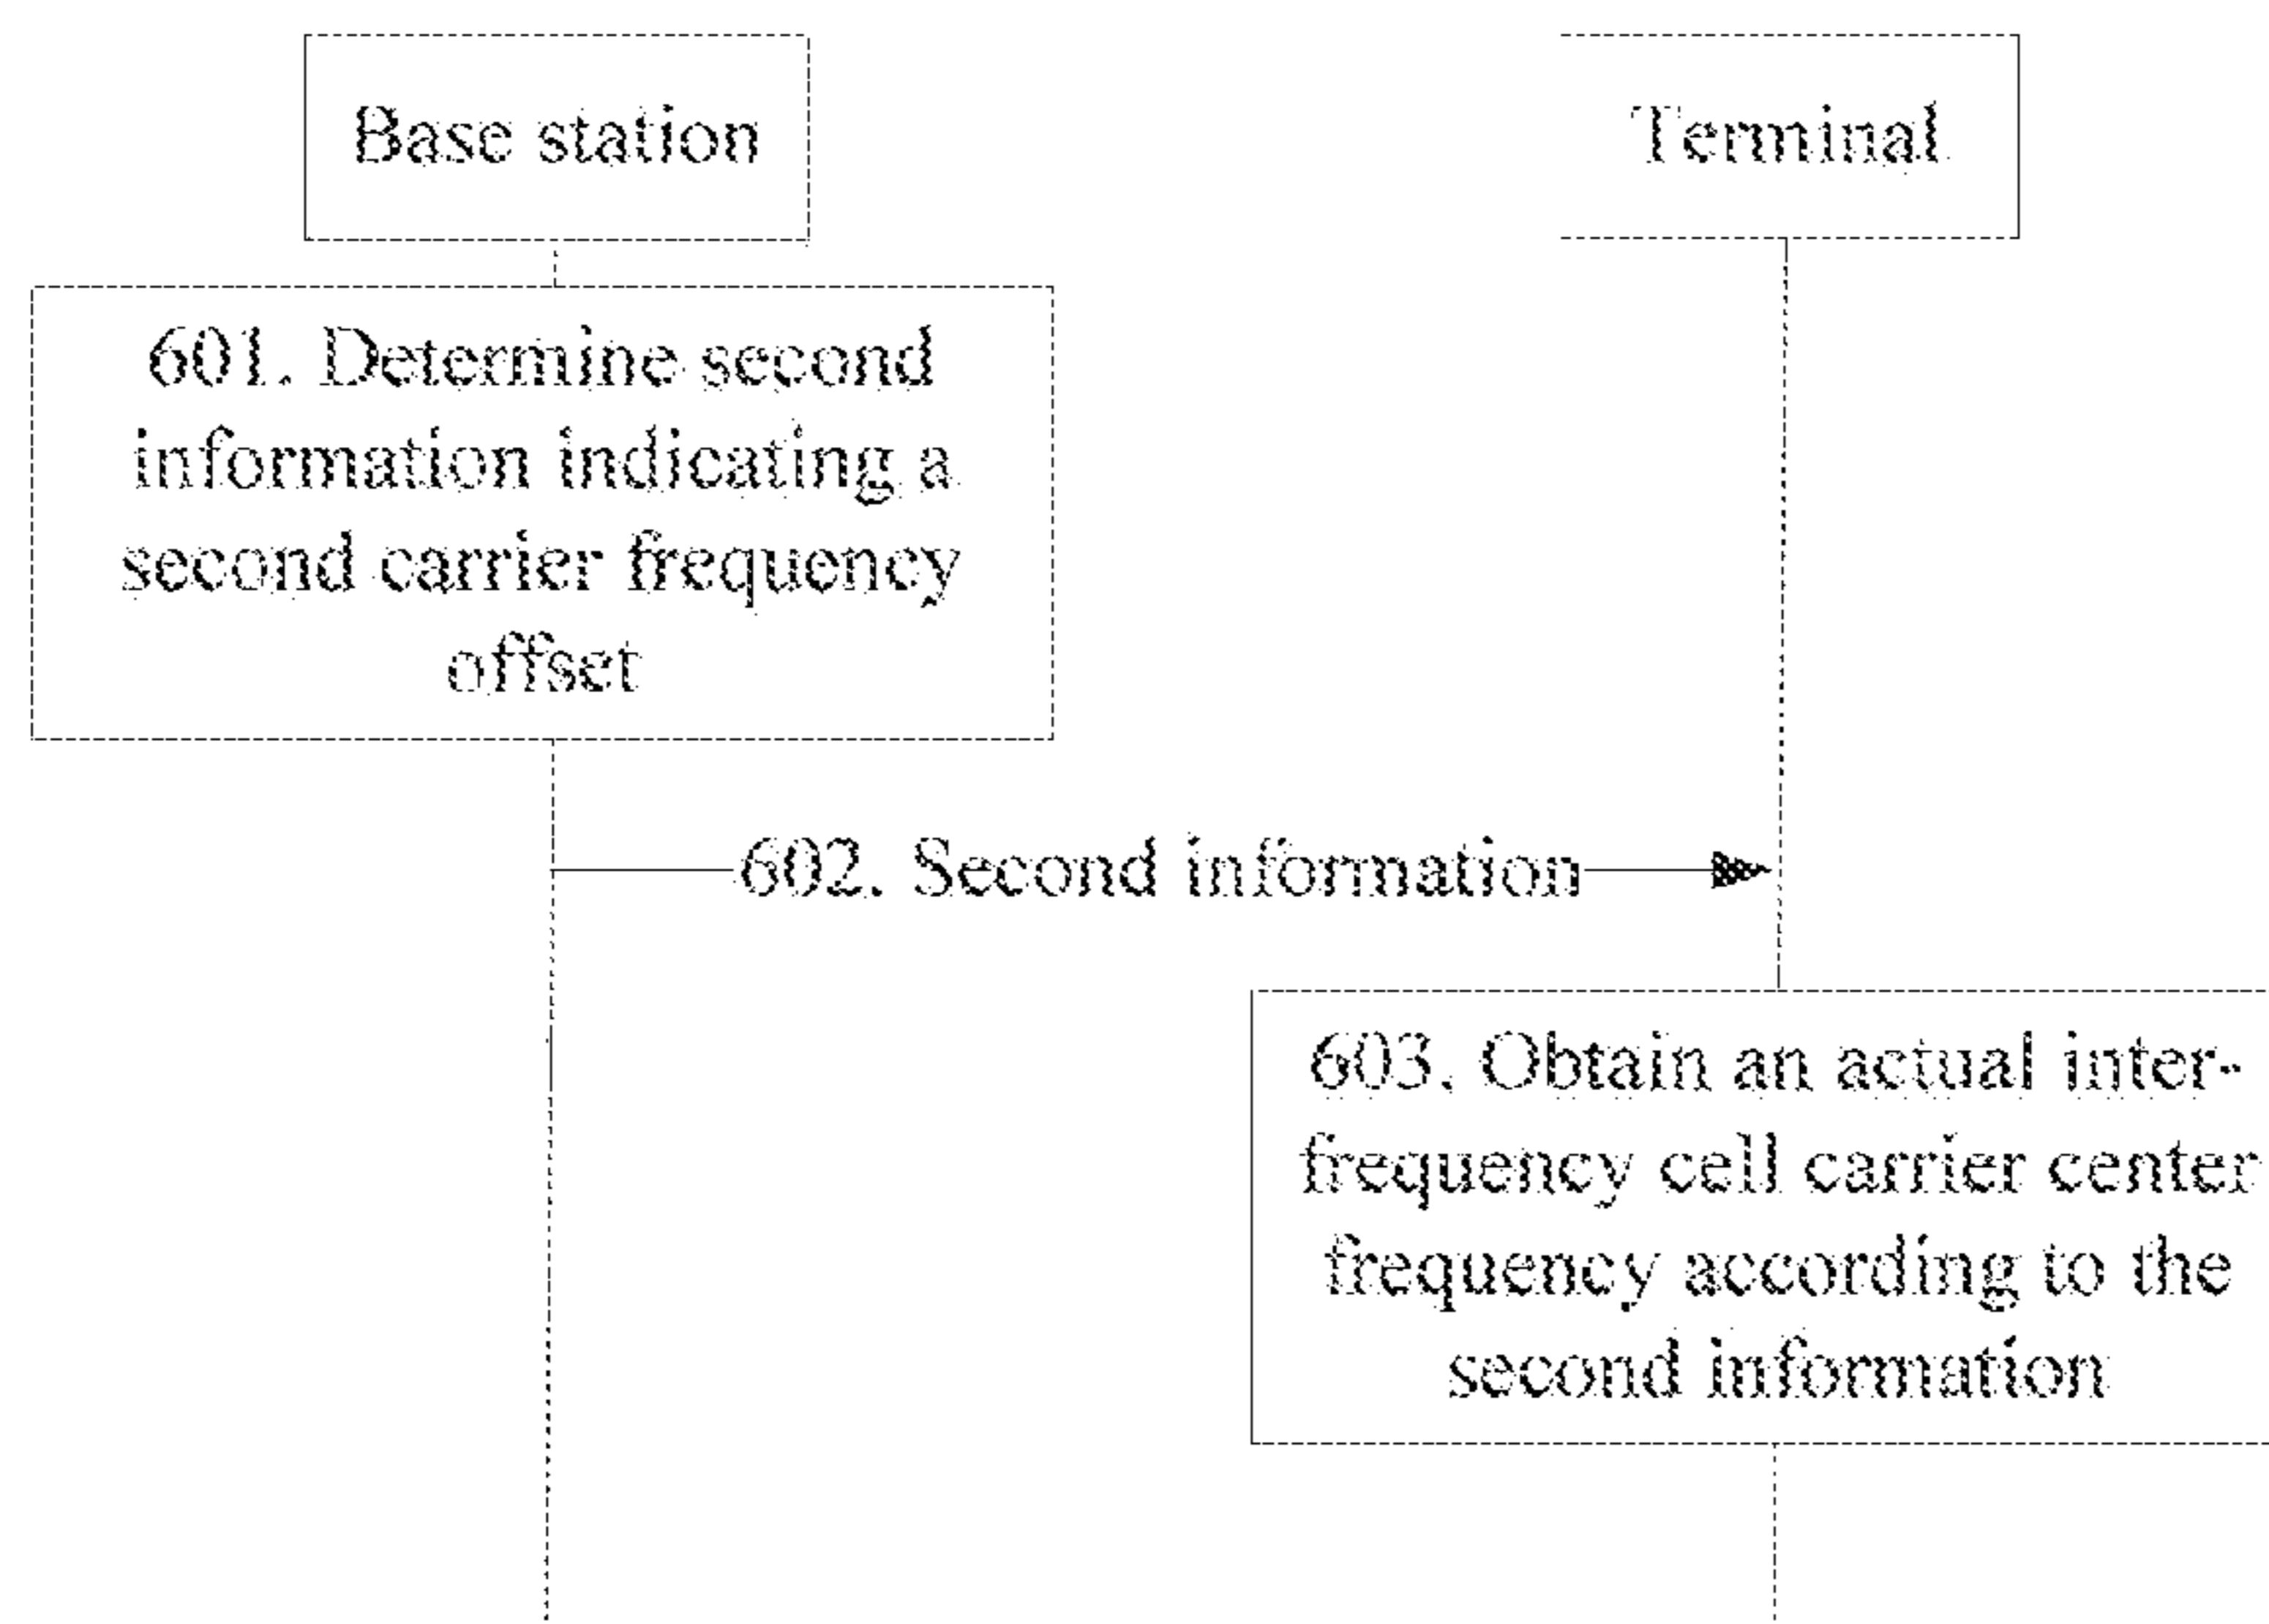 Base station
Terminal
601. Determine second
information indicating a
second carrier frequency
offset
602. Second information
603. Obtain an actual inter-
frequency cell carrier center
frequency according to the
second information